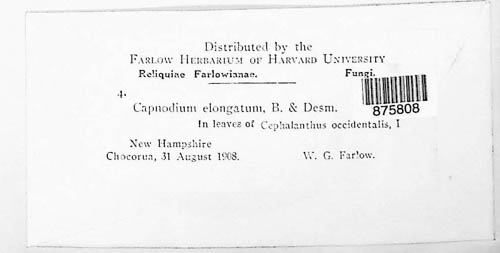 Distributed by the
FARLOW HERBARIUM OF HARVARD UNIVERSITY
Reliquiae Farlowianae. Fungi.
4.
Capnodium elongatum, B. & Desm.
875808
In leaves of Cephalanthus occidentalis, I
New Hampshire
Chocorua, 31 August 1908. W. G. Farlow.